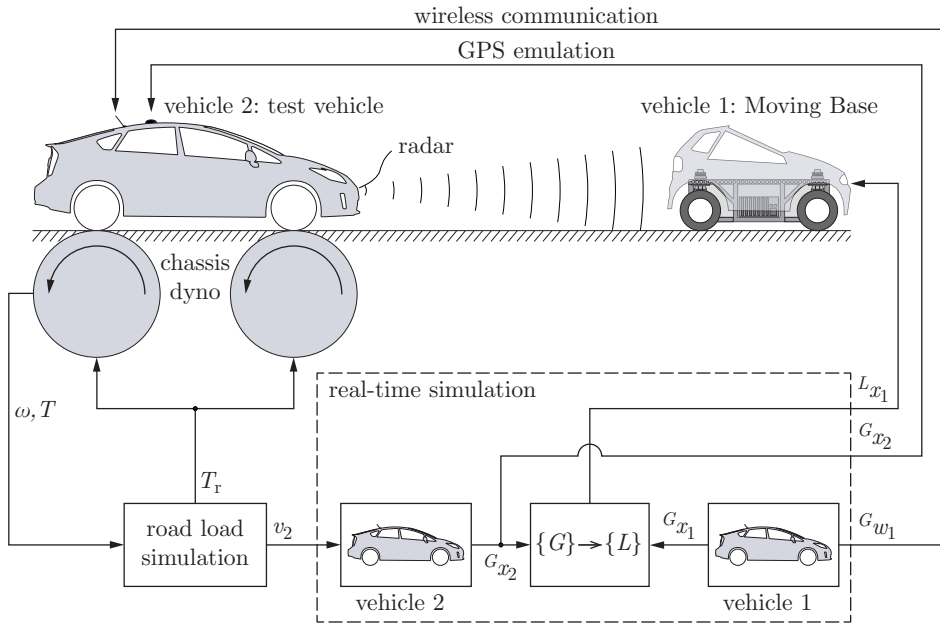 wireless communication
GPS emulation
vehicle 2: test vehicle
vehicle 1: Moving Base
radar
chassis
dyno
real-time simulation
ω, T
ᴸx₁
ᴳx₂
Tᵣ
road load
simulation
v₂
ᴳx₂
{G}→{L}
ᴳx₁
ᴳw₁
vehicle 2
vehicle 1